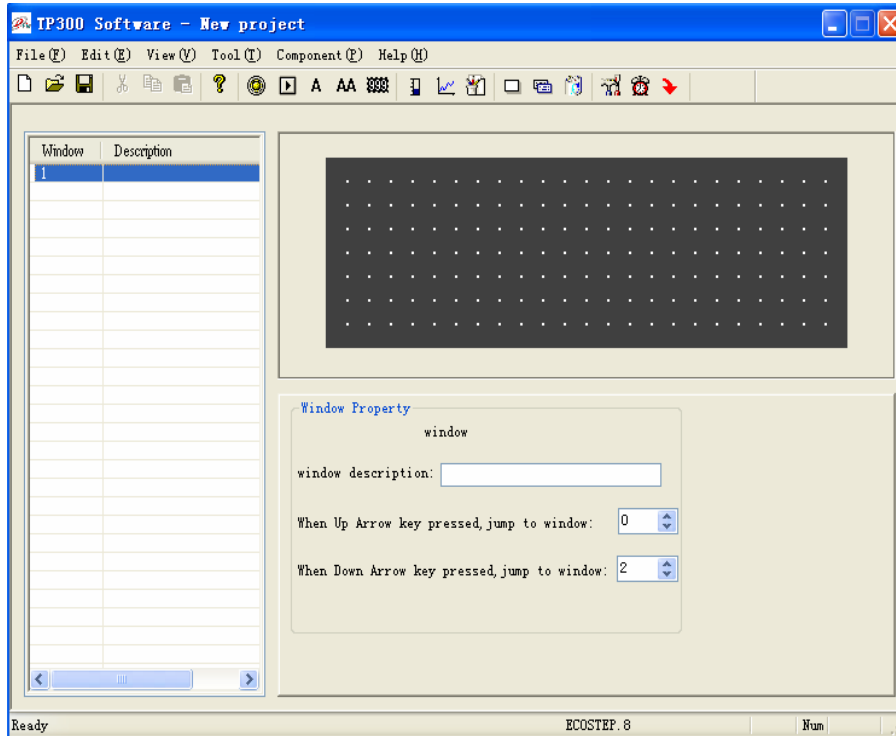 TP300 Software - New project
File(F) Edit(E) View(V) Tool(T) Component(P) Help(H)
A AA
Window Description
1
Window Property
window
window description:
When Up Arrow key pressed,jump to window: 0
When Down Arrow key pressed,jump to window: 2
Ready ECOSTEP.8 Num